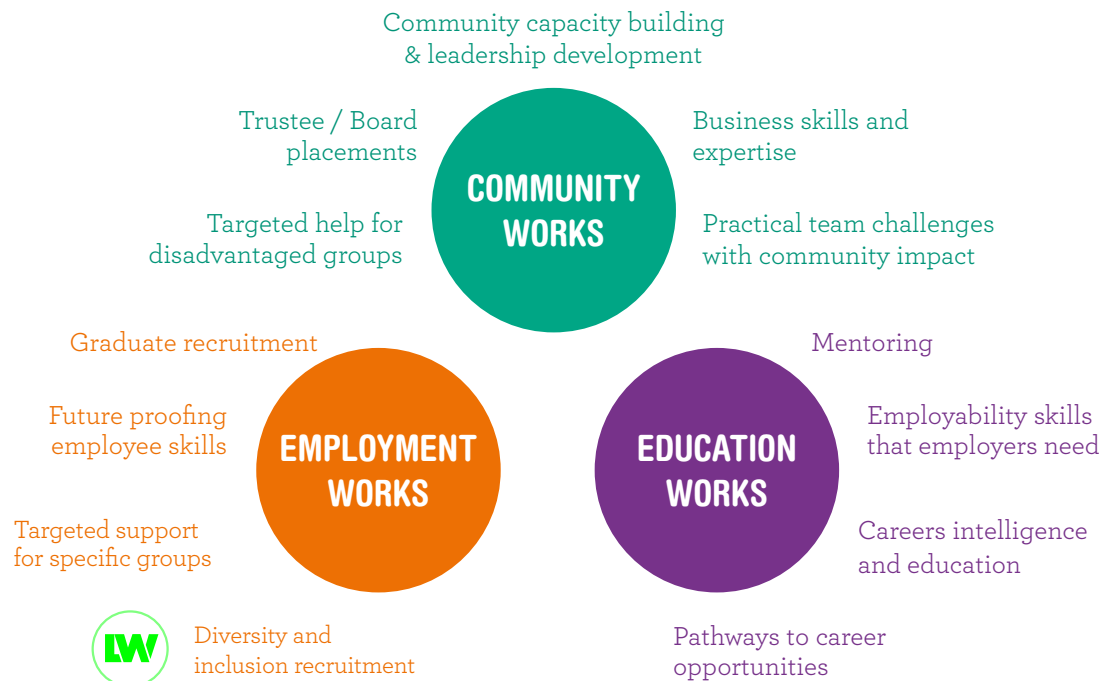 Community capacity building
& leadership development
Trustee / Board
placements
Business skills and
expertise
COMMUNITY
WORKS
Targeted help for
disadvantaged groups
Practical team challenges
with community impact
Graduate recruitment
Mentoring
Future proofing
employee skills
EMPLOYMENT
WORKS
EDUCATION
WORKS
Employability skills
that employers need
Targeted support
for specific groups
Careers intelligence
and education
LW
Diversity and
inclusion recruitment
Pathways to career
opportunities